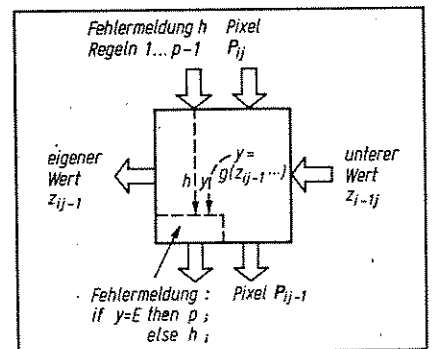 Fehlermeldung h
Regeln 1...p-1
Pixel
P_ij
eigener
Wert
z_ij-1
h
y
y=
g(z_ij-1...)
unterer
Wert
z_i-1j
Fehlermeldung :
if y=E then p ;
else h ;
Pixel P_ij-1